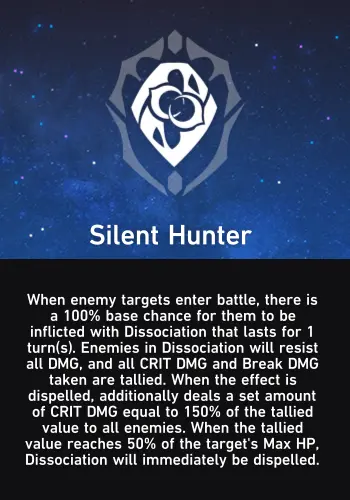 Silent Hunter
When enemy targets enter battle, there is
a 100% base chance for them to be
inflicted with Dissociation that lasts for 1
turn(s). Enemies in Dissociation will resist
all DMG, and all CRIT DMG and Break DMG
taken are tallied. When the effect is
dispelled, additionally deals a set amount
of CRIT DMG equal to 150% of the tallied
value to all enemies. When the tallied
value reaches 50% of the target's Max HP,
Dissociation will immediately be dispelled.